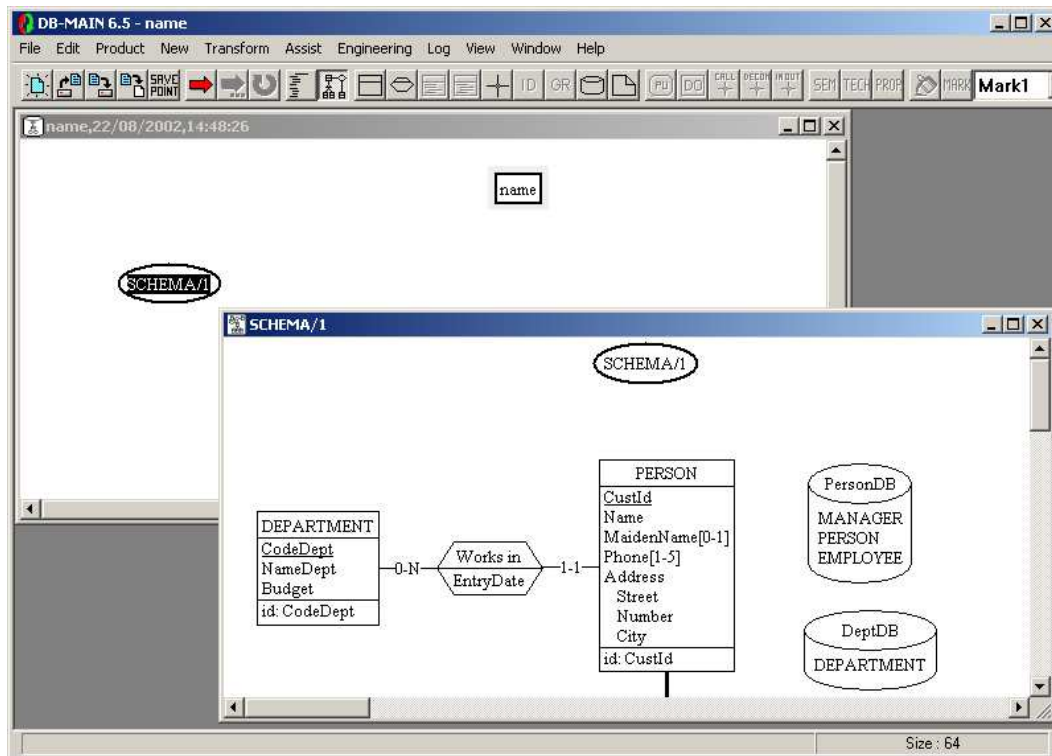 DB-MAIN 6.5 - name
File Edit Product New Transform Assist Engineering Log View Window Help
SAVE POINT ID GR PU DO CALL DECOM IN OUT SEM TECH PROP MARK Mark1
name,22/08/2002,14:48:26
name
SCHEMA/1
SCHEMA/1
SCHEMA/1
DEPARTMENT
CodeDept
NameDept
Budget
id: CodeDept
0-N
Works in
EntryDate
1-1
PERSON
CustId
Name
MaidenName[0-1]
Phone[1-5]
Address
Street
Number
City
id: CustId
PersonDB
MANAGER
PERSON
EMPLOYEE
DeptDB
DEPARTMENT
Size : 64